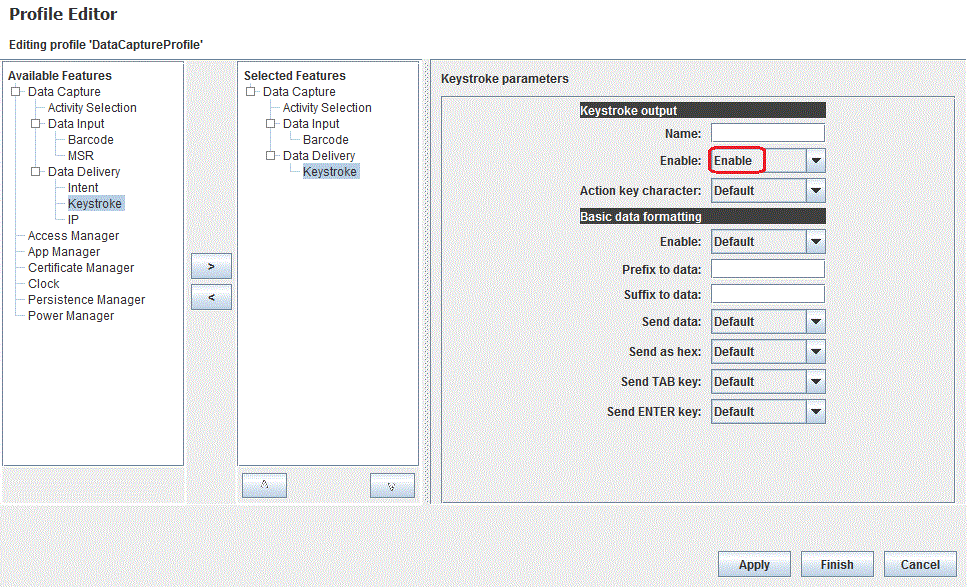 Profile Editor
Editing profile 'DataCaptureProfile'
Available Features
Data Capture
Activity Selection
Data Input
Barcode
MSR
Data Delivery
Intent
Keystroke
IP
Access Manager
App Manager
Certificate Manager
Clock
Persistence Manager
Power Manager
>
<
Selected Features
Data Capture
Activity Selection
Data Input
Barcode
Data Delivery
Keystroke
^
v
Keystroke parameters
Keystroke output
Name:
Enable: Enable
Action key character: Default
Basic data formatting
Enable: Default
Prefix to data:
Suffix to data:
Send data: Default
Send as hex: Default
Send TAB key: Default
Send ENTER key: Default
Apply Finish Cancel